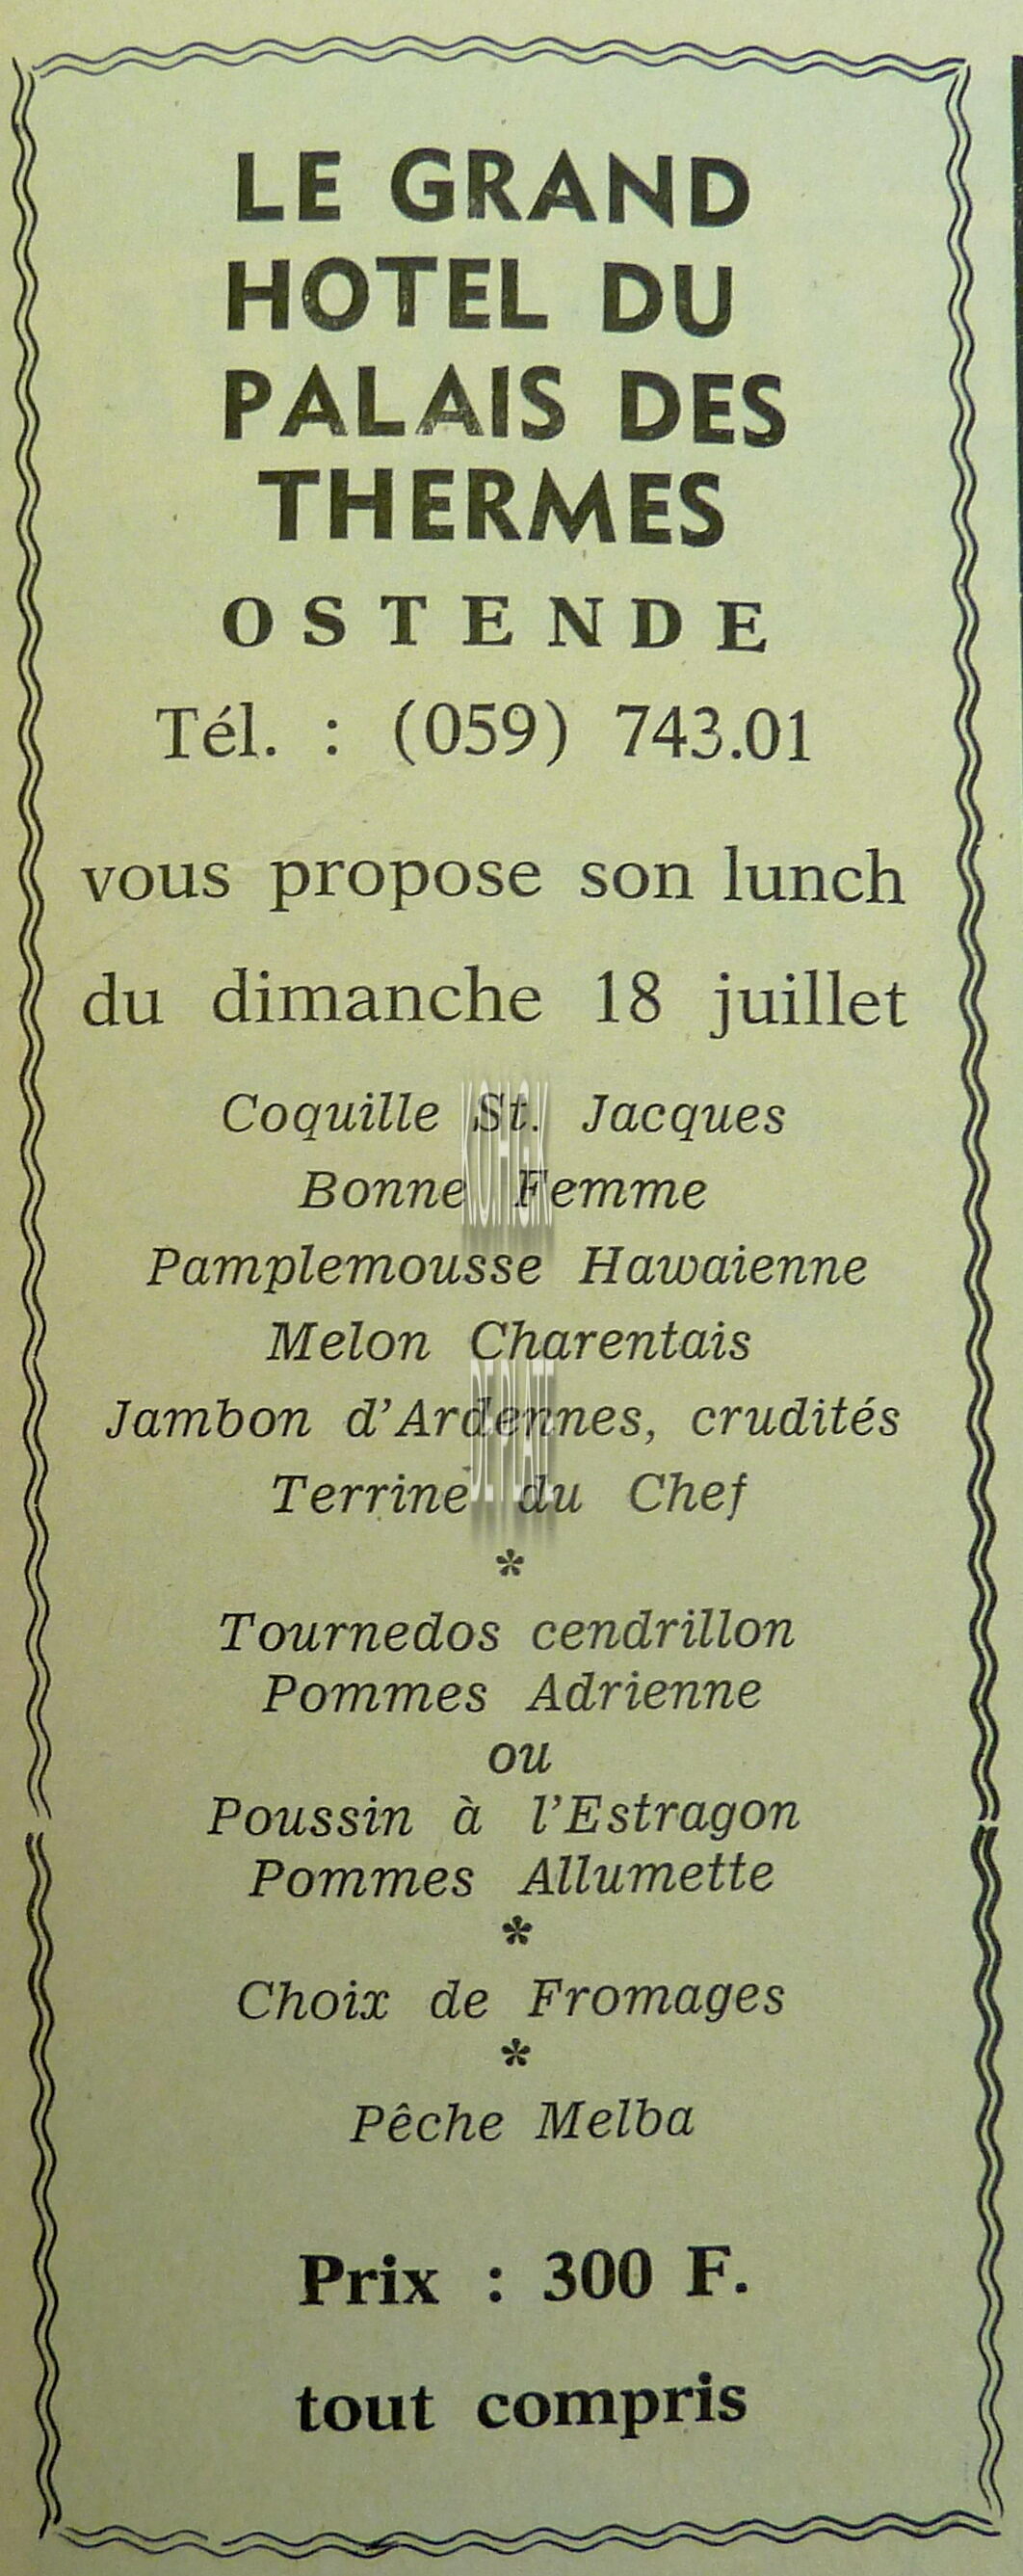 LE GRAND
HOTEL DU
PALAIS DES
THERMES
OSTENDE
Tél. : (059) 743.01
vous propose son lunch
du dimanche 18 juillet
Coquille St. Jacques
Bonne Femme
Pamplemousse Hawaienne
Melon Charentais
Jambon d'Ardennes, crudités
Terrine du Chef
*
Tournedos cendrillon
Pommes Adrienne
ou
Poussin à l'Estragon
Pommes Allumette
*
Choix de Fromages
*
Pêche Melba
Prix : 300 F.
tout compris
DE PLATE